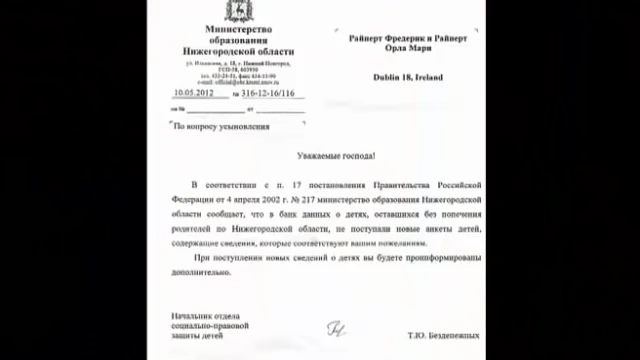 Министерство
образования
Нижегородской области
ул. Ильинская, д. 18, г. Нижний Новгород,
10.05.2012 № 316-12-16/116
на № от
По вопросу усыновления
Райнерт Фредерик и Райнерт
Орла Мари
Dublin 18, Ireland
Уважаемые господа!
В соответствии с п. 17 постановления Правительства Российской
Федерации от 4 апреля 2002 г. № 217 министерство образования Нижегородской
области сообщает, что в банк данных о детях, оставшихся без попечения
родителей по Нижегородской области, не поступали новые анкеты детей,
содержащие сведения, которые соответствуют вашим пожеланиям.
При поступлении новых сведений о детях вы будете проинформированы
дополнительно.
Начальник отдела
социально-правовой
защиты детей
Т.Ю. Безденежных